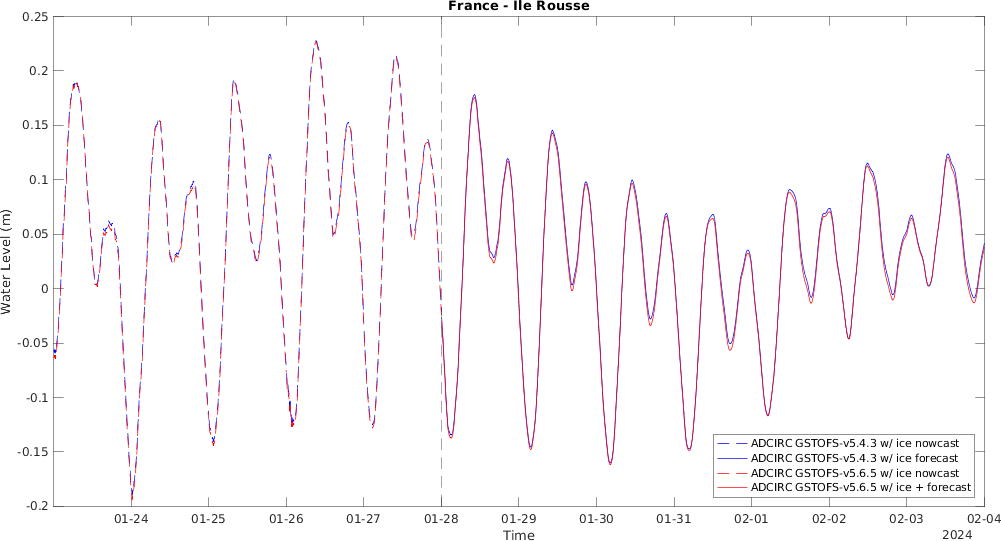 France - Ile Rousse
Water Level (m)
0.25
0.2
0.15
0.1
0.05
0
-0.05
-0.1
-0.15
-0.2
ADCIRC GSTOFS-v5.4.3 w/ ice nowcast
ADCIRC GSTOFS-v5.4.3 w/ ice forecast
ADCIRC GSTOFS-v5.6.5 w/ ice nowcast
ADCIRC GSTOFS-v5.6.5 w/ ice + forecast
01-24 01-25 01-26 01-27 01-28 01-29 01-30 01-31 02-01 02-02 02-03 02-04
Time
2024